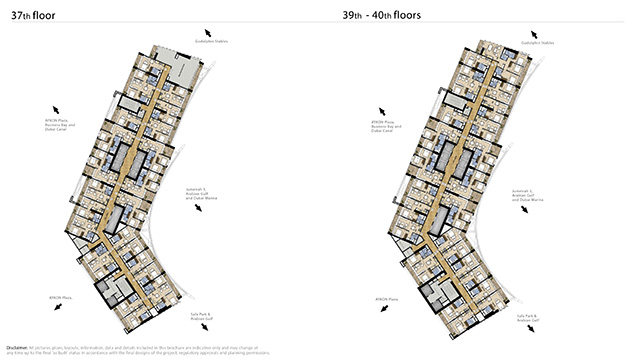 37th floor
Godolphin Stables
AYKON Plaza,
Business Bay and
Dubai Canal
Jumeirah 1,
Arabian Gulf
and Dubai Marina
AYKON Plaza
Safa Park &
Arabian Gulf
39th - 40th floors
Godolphin Stables
AYKON Plaza,
Business Bay and
Dubai Canal
Jumeirah 1,
Arabian Gulf
and Dubai Marina
AYKON Plaza
Safa Park &
Arabian Gulf
Disclaimer: All pictures, plans, layouts, information, data and details included in this brochure are indicative only and may change at
any time up to the final 'as built' status in accordance with the final designs of the project, regulatory approvals and planning permissions.